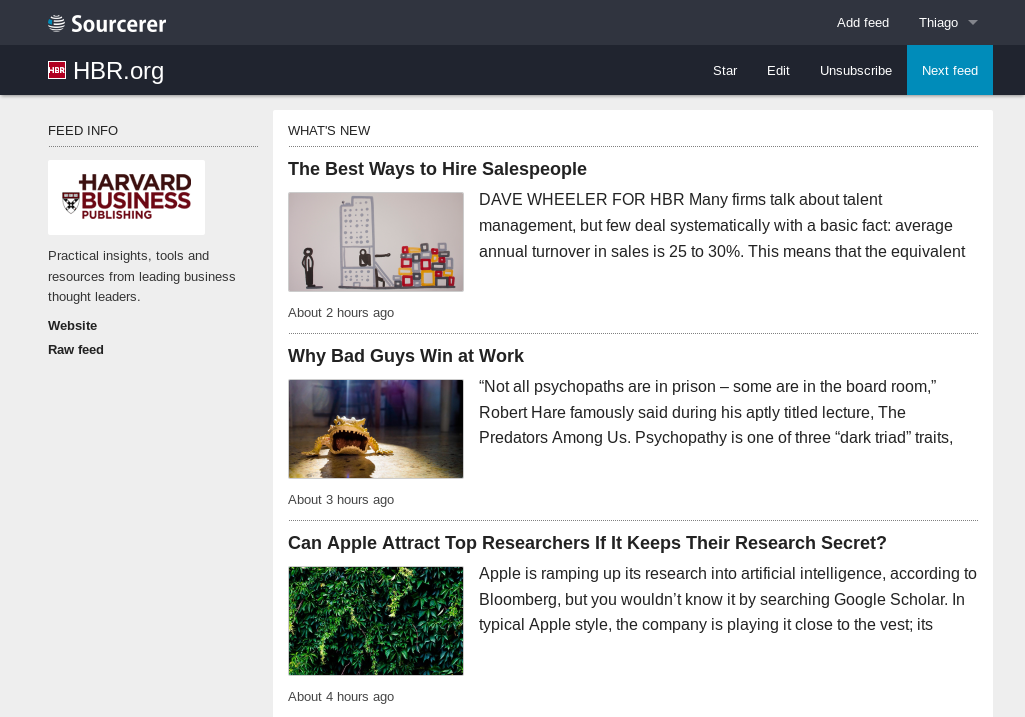 Sourcerer
Add feed
Thiago
HBR HBR.org
Star
Edit
Unsubscribe
Next feed
FEED INFO
HARVARD
BUSINESS
PUBLISHING
Practical insights, tools and
resources from leading business
thought leaders.
Website
Raw feed
WHAT'S NEW
The Best Ways to Hire Salespeople
DAVE WHEELER FOR HBR Many firms talk about talent
management, but few deal systematically with a basic fact: average
annual turnover in sales is 25 to 30%. This means that the equivalent
About 2 hours ago
Why Bad Guys Win at Work
“Not all psychopaths are in prison – some are in the board room,”
Robert Hare famously said during his aptly titled lecture, The
Predators Among Us. Psychopathy is one of three “dark triad” traits,
About 3 hours ago
Can Apple Attract Top Researchers If It Keeps Their Research Secret?
Apple is ramping up its research into artificial intelligence, according to
Bloomberg, but you wouldn’t know it by searching Google Scholar. In
typical Apple style, the company is playing it close to the vest; its
About 4 hours ago